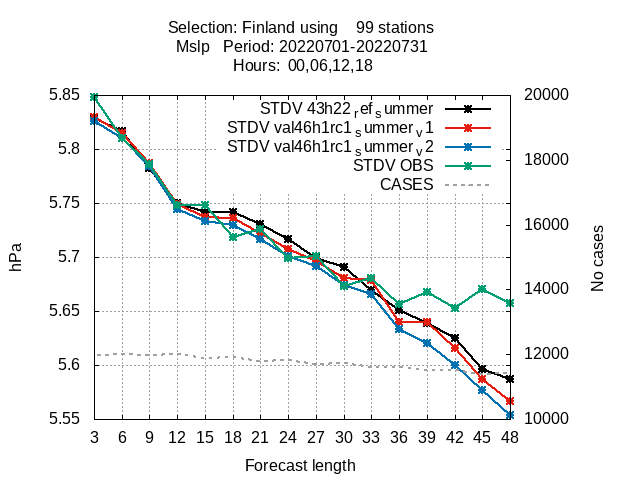 Selection: Finland using    99 stations
Mslp   Period: 20220701-20220731
Hours:  00,06,12,18
5.85
5.8
5.75
5.7
5.65
5.6
5.55
hPa
STDV 43h22refsummer
STDV val46h1rc1summerv1
STDV val46h1rc1summerv2
STDV OBS
CASES
20000
18000
16000
14000
12000
10000
No cases
3 6 9 12 15 18 21 24 27 30 33 36 39 42 45 48
Forecast length